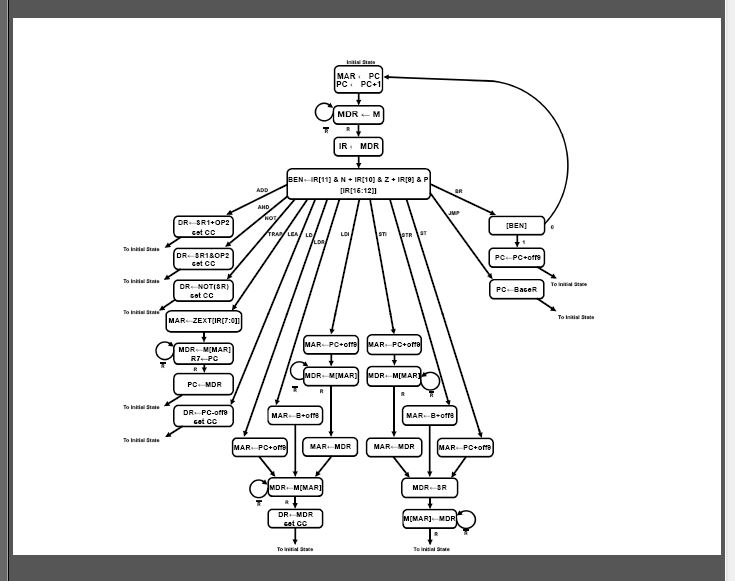 Initial State
MAR ← PC
PC ← PC+1
MDR ← M
R̅
R
IR ← MDR
BEN←IR[11] & N + IR[10] & Z + IR[9] & P
[IR[15:12]]
ADD
AND
NOT
TRAP
LEA
LD
LDR
LDI
STI
STR
ST
JMP
BR
DR←SR1+OP2
set CC
To Initial State
DR←SR1&OP2
set CC
To Initial State
DR←NOT(SR)
set CC
To Initial State
MAR←ZEXT[IR[7:0]]
MDR←M[MAR]
R7←PC
R̅
R
PC←MDR
To Initial State
DR←PC-off9
set CC
To Initial State
[BEN]
0
1
PC←PC+off9
To Initial State
PC←BaseR
To Initial State
MAR←PC+off9
MAR←PC+off9
MDR←M[MAR]
R̅
R
MDR←M[MAR]
R̅
R
MAR←B+off6
MAR←B+off6
MAR←PC+off9
MAR←MDR
MAR←MDR
MAR←PC+off9
MDR←M[MAR]
R̅
R
MDR←SR
DR←MDR
set CC
M[MAR]←MDR
R̅
R
To Initial State
To Initial State